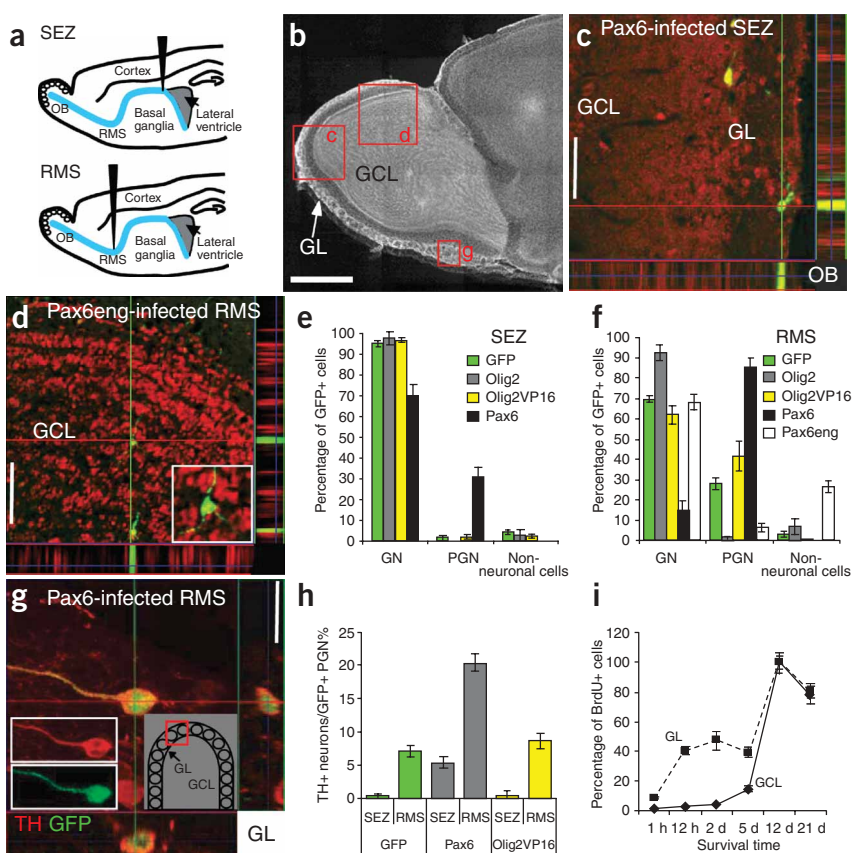 a
SEZ
Cortex
OB
RMS
Basal
ganglia
Lateral
ventricle
RMS
Cortex
OB
RMS
Basal
ganglia
Lateral
ventricle
b
c
d
GCL
GL
g
c
Pax6-infected SEZ
GCL
GL
OB
d
Pax6eng-infected RMS
GCL
e
SEZ
Percentage of GFP+ cells
100
90
80
70
60
50
40
30
20
10
0
GFP
Olig2
Olig2VP16
Pax6
GN
PGN
Non-
neuronal cells
f
RMS
Percentage of GFP+ cells
100
90
80
70
60
50
40
30
20
10
0
GFP
Olig2
Olig2VP16
Pax6
Pax6eng
GN
PGN
Non-
neuronal cells
g
Pax6-infected RMS
GL
GCL
TH GFP
GL
h
TH+ neurons/GFP+ PGN%
25
20
15
10
5
0
SEZ RMS SEZ RMS SEZ RMS
GFP Pax6 Olig2VP16
i
Percentage of BrdU+ cells
120
100
80
60
40
20
0
GL
GCL
1 h 12 h 2 d 5 d 12 d 21 d
Survival time